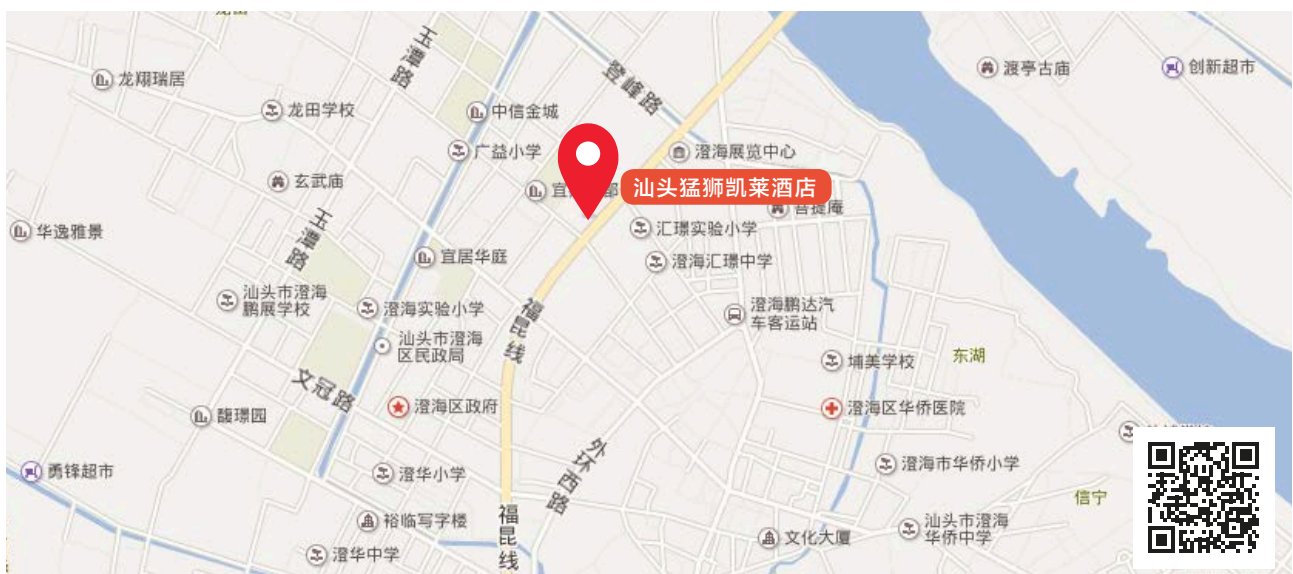 玉潭路
登峰路
渡亭古庙
创新超市
龙翔瑞居
龙田学校
中信金城
广益小学
澄海展览中心
玄武庙
汕头猛狮凯莱酒店
菩提庵
玉潭路
华逸雅景
汇璟实验小学
宜居华庭
澄海汇璟中学
汕头市澄海
鹏展学校
澄海实验小学
福昆线
澄海鹏达汽
车客运站
汕头市澄海
区民政局
东湖
埔美学校
文冠路
澄海区政府
澄海区华侨医院
馥璟园
外环西路
勇锋超市
澄华小学
澄海市华侨小学
信宁
福昆线
裕临写字楼
汕头市澄海
华侨中学
文化大厦
澄华中学